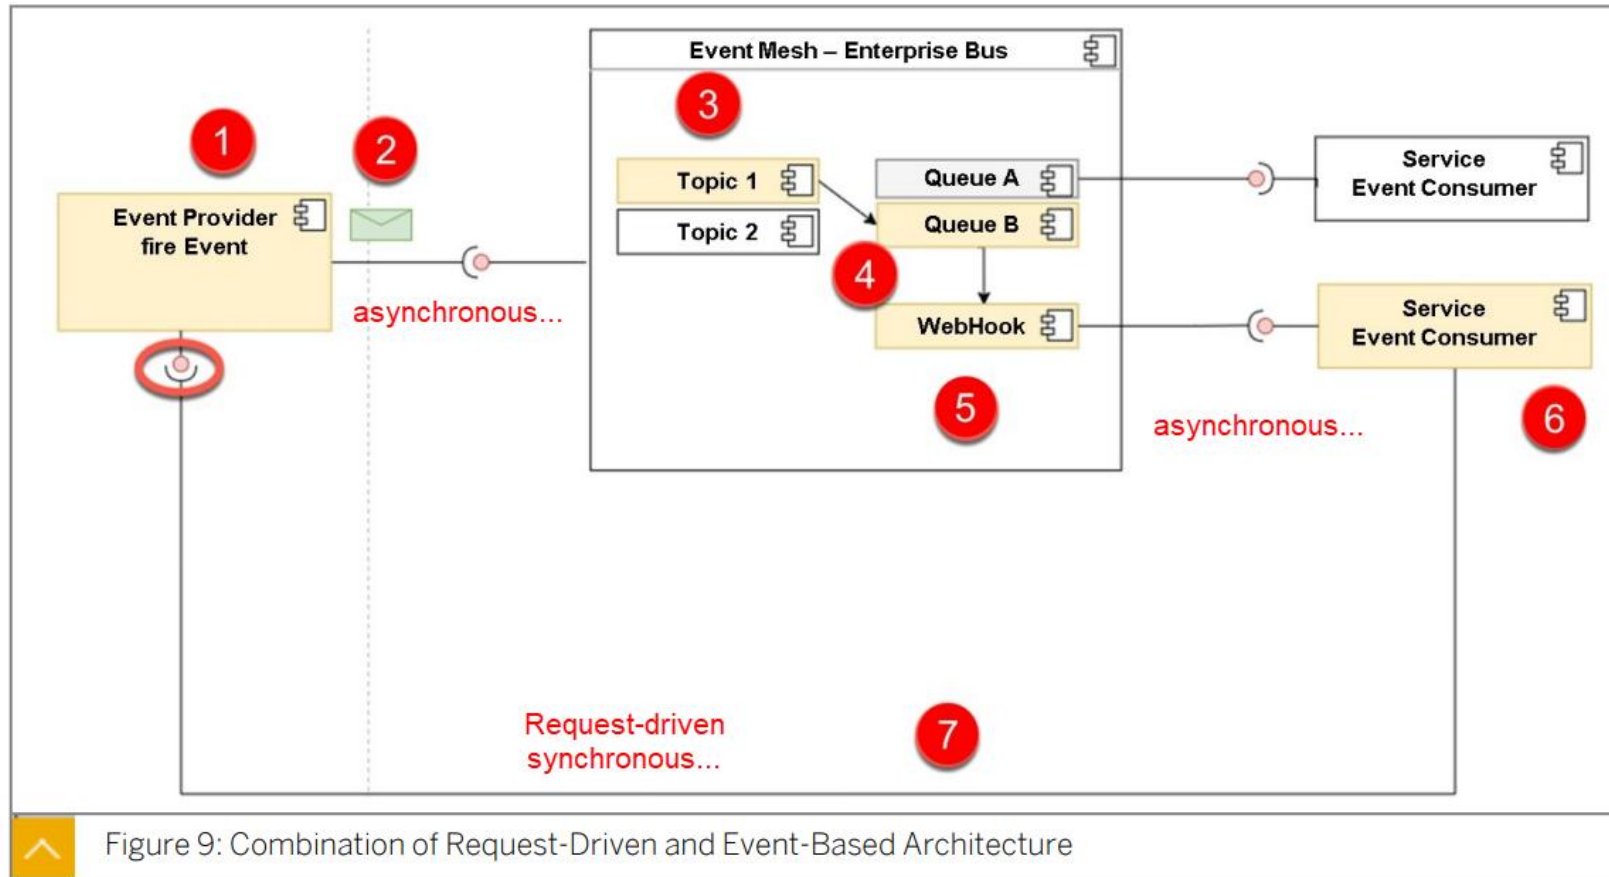 Event Mesh – Enterprise Bus
3
1
2
Topic 1
Queue A
Service
Event Consumer
Event Provider
fire Event
Topic 2
Queue B
4
asynchronous...
WebHook
Service
Event Consumer
5
asynchronous...
6
Request-driven
synchronous...
7
Figure 9: Combination of Request-Driven and Event-Based Architecture